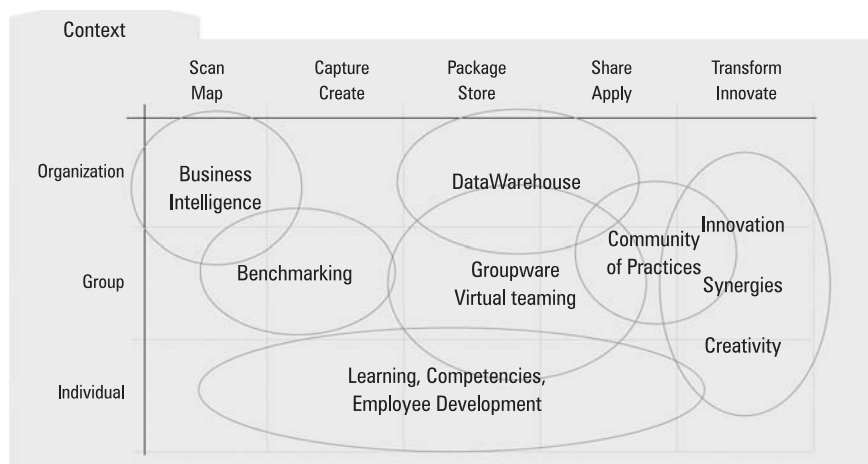 Context
Scan Capture Package Share Transform
Map Create Store Apply Innovate
Organization
Business
Intelligence
DataWarehouse
Innovation
Community
of Practices
Group
Benchmarking
Groupware
Virtual teaming
Synergies
Creativity
Individual
Learning, Competencies,
Employee Development